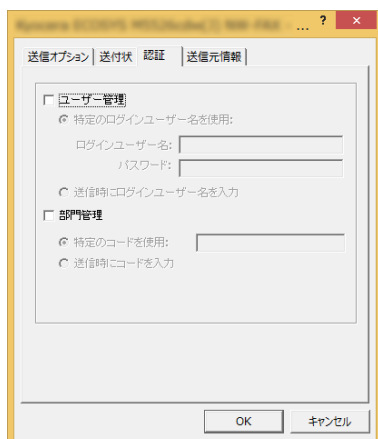 ...
?
送信オプション 送付状 認証 送信元情報
ユーザー管理
特定のログインユーザー名を使用:
ログインユーザー名:
パスワード:
送信時にログインユーザー名を入力
部門管理
特定のコードを使用:
送信時にコードを入力
OK キャンセル